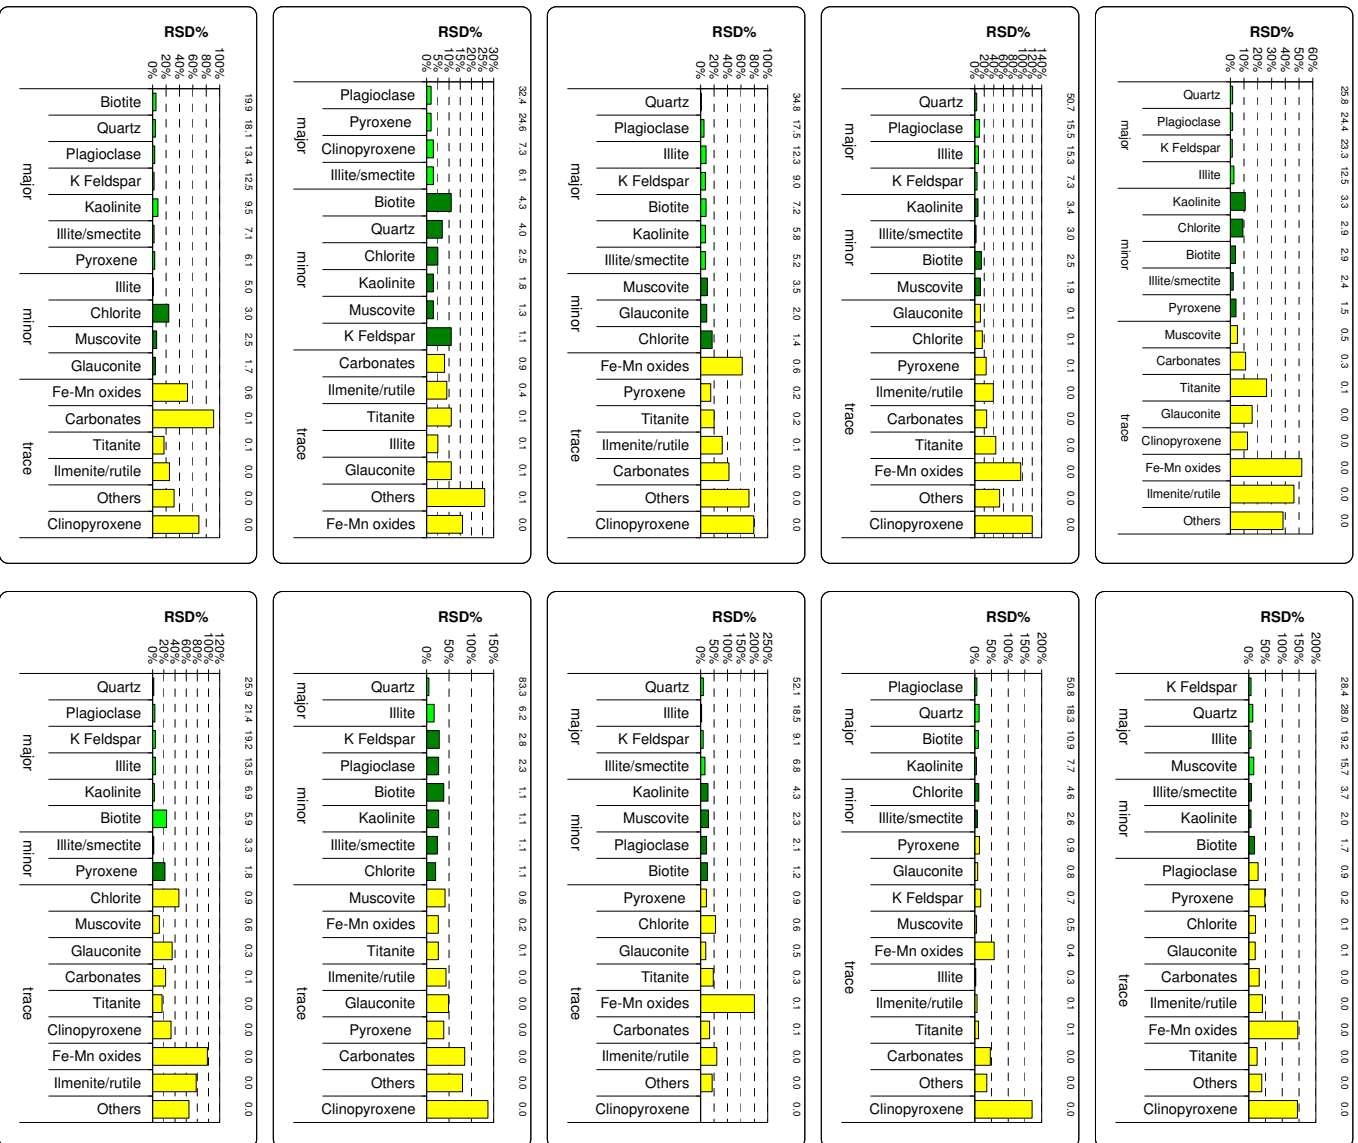 RSD%
0% 20% 40% 60% 80% 100%
Biotite 19.9
Quartz 18.1
Plagioclase 13.4
K Feldspar 12.5
Kaolinite 9.5
Illite/smectite 7.1
Pyroxene 6.1
Illite 5.0
Chlorite 3.0
Muscovite 2.5
Glauconite 1.7
Fe-Mn oxides 0.6
Carbonates 0.1
Titanite 0.1
Ilmenite/rutile 0.0
Others 0.0
Clinopyroxene 0.0
major
minor
trace
RSD%
0% 5% 10% 15% 20% 25% 30%
Plagioclase 32.4
Pyroxene 24.6
Clinopyroxene 7.3
Illite/smectite 6.1
Biotite 4.3
Quartz 4.0
Chlorite 2.5
Kaolinite 1.8
Muscovite 1.3
K Feldspar 1.1
Carbonates 0.9
Ilmenite/rutile 0.4
Titanite 0.1
Illite 0.1
Glauconite 0.1
Others 0.1
Fe-Mn oxides 0.0
major
minor
trace
RSD%
0% 20% 40% 60% 80% 100%
Quartz 34.8
Plagioclase 17.5
Illite 12.3
K Feldspar 9.0
Biotite 7.2
Kaolinite 5.8
Illite/smectite 5.2
Muscovite 3.5
Glauconite 2.0
Chlorite 1.4
Fe-Mn oxides 0.6
Pyroxene 0.2
Titanite 0.2
Ilmenite/rutile 0.1
Carbonates 0.1
Others 0.0
Clinopyroxene 0.0
major
minor
trace
RSD%
0% 20% 40% 60% 80% 100% 120% 140%
Quartz 50.7
Plagioclase 15.5
Illite 15.3
K Feldspar 7.3
Kaolinite 3.4
Illite/smectite 3.0
Biotite 2.5
Muscovite 1.9
Glauconite 0.1
Chlorite 0.1
Pyroxene 0.1
Ilmenite/rutile 0.0
Carbonates 0.0
Titanite 0.0
Fe-Mn oxides 0.0
Others 0.0
Clinopyroxene 0.0
major
minor
trace
RSD%
0% 10% 20% 30% 40% 50% 60%
Quartz 25.8
Plagioclase 24.4
K Feldspar 23.3
Illite 12.5
Kaolinite 3.3
Chlorite 2.9
Biotite 2.9
Illite/smectite 2.4
Pyroxene 1.5
Muscovite 0.5
Carbonates 0.3
Titanite 0.1
Glauconite 0.0
Clinopyroxene 0.0
Fe-Mn oxides 0.0
Ilmenite/rutile 0.0
Others 0.0
major
minor
trace
RSD%
0% 20% 40% 60% 80% 100% 120%
Quartz 25.9
Plagioclase 21.4
K Feldspar 19.2
Illite 13.5
Kaolinite 6.9
Biotite 5.9
Illite/smectite 3.3
Pyroxene 1.8
Chlorite 0.9
Muscovite 0.6
Glauconite 0.3
Carbonates 0.1
Titanite 0.0
Clinopyroxene 0.0
Fe-Mn oxides 0.0
Ilmenite/rutile 0.0
Others 0.0
major
minor
trace
RSD%
0% 50% 100% 150%
Quartz 83.3
Illite 6.2
K Feldspar 2.8
Plagioclase 2.3
Biotite 1.1
Kaolinite 1.1
Illite/smectite 1.1
Chlorite 1.1
Muscovite 0.6
Fe-Mn oxides 0.2
Titanite 0.1
Ilmenite/rutile 0.0
Glauconite 0.0
Pyroxene 0.0
Carbonates 0.0
Others 0.0
Clinopyroxene 0.0
major
minor
trace
RSD%
0% 50% 100% 150% 200% 250%
Quartz 52.1
Illite 18.5
K Feldspar 9.1
Illite/smectite 6.8
Kaolinite 4.3
Muscovite 2.3
Plagioclase 2.1
Biotite 1.2
Pyroxene 0.9
Chlorite 0.6
Glauconite 0.5
Titanite 0.3
Fe-Mn oxides 0.1
Carbonates 0.1
Ilmenite/rutile 0.0
Others 0.0
Clinopyroxene 0.0
major
minor
trace
RSD%
0% 50% 100% 150% 200%
Plagioclase 50.8
Quartz 18.3
Biotite 10.9
Kaolinite 7.7
Chlorite 4.6
Illite/smectite 2.6
Pyroxene 0.9
Glauconite 0.8
K Feldspar 0.7
Muscovite 0.5
Fe-Mn oxides 0.4
Illite 0.3
Ilmenite/rutile 0.1
Titanite 0.1
Carbonates 0.0
Others 0.0
Clinopyroxene 0.0
major
minor
trace
RSD%
0% 50% 100% 150% 200%
K Feldspar 28.4
Quartz 28.0
Illite 19.2
Muscovite 15.7
Illite/smectite 3.7
Kaolinite 2.0
Biotite 1.7
Plagioclase 0.9
Pyroxene 0.2
Chlorite 0.1
Glauconite 0.1
Carbonates 0.0
Ilmenite/rutile 0.0
Fe-Mn oxides 0.0
Titanite 0.0
Others 0.0
Clinopyroxene 0.0
major
minor
trace